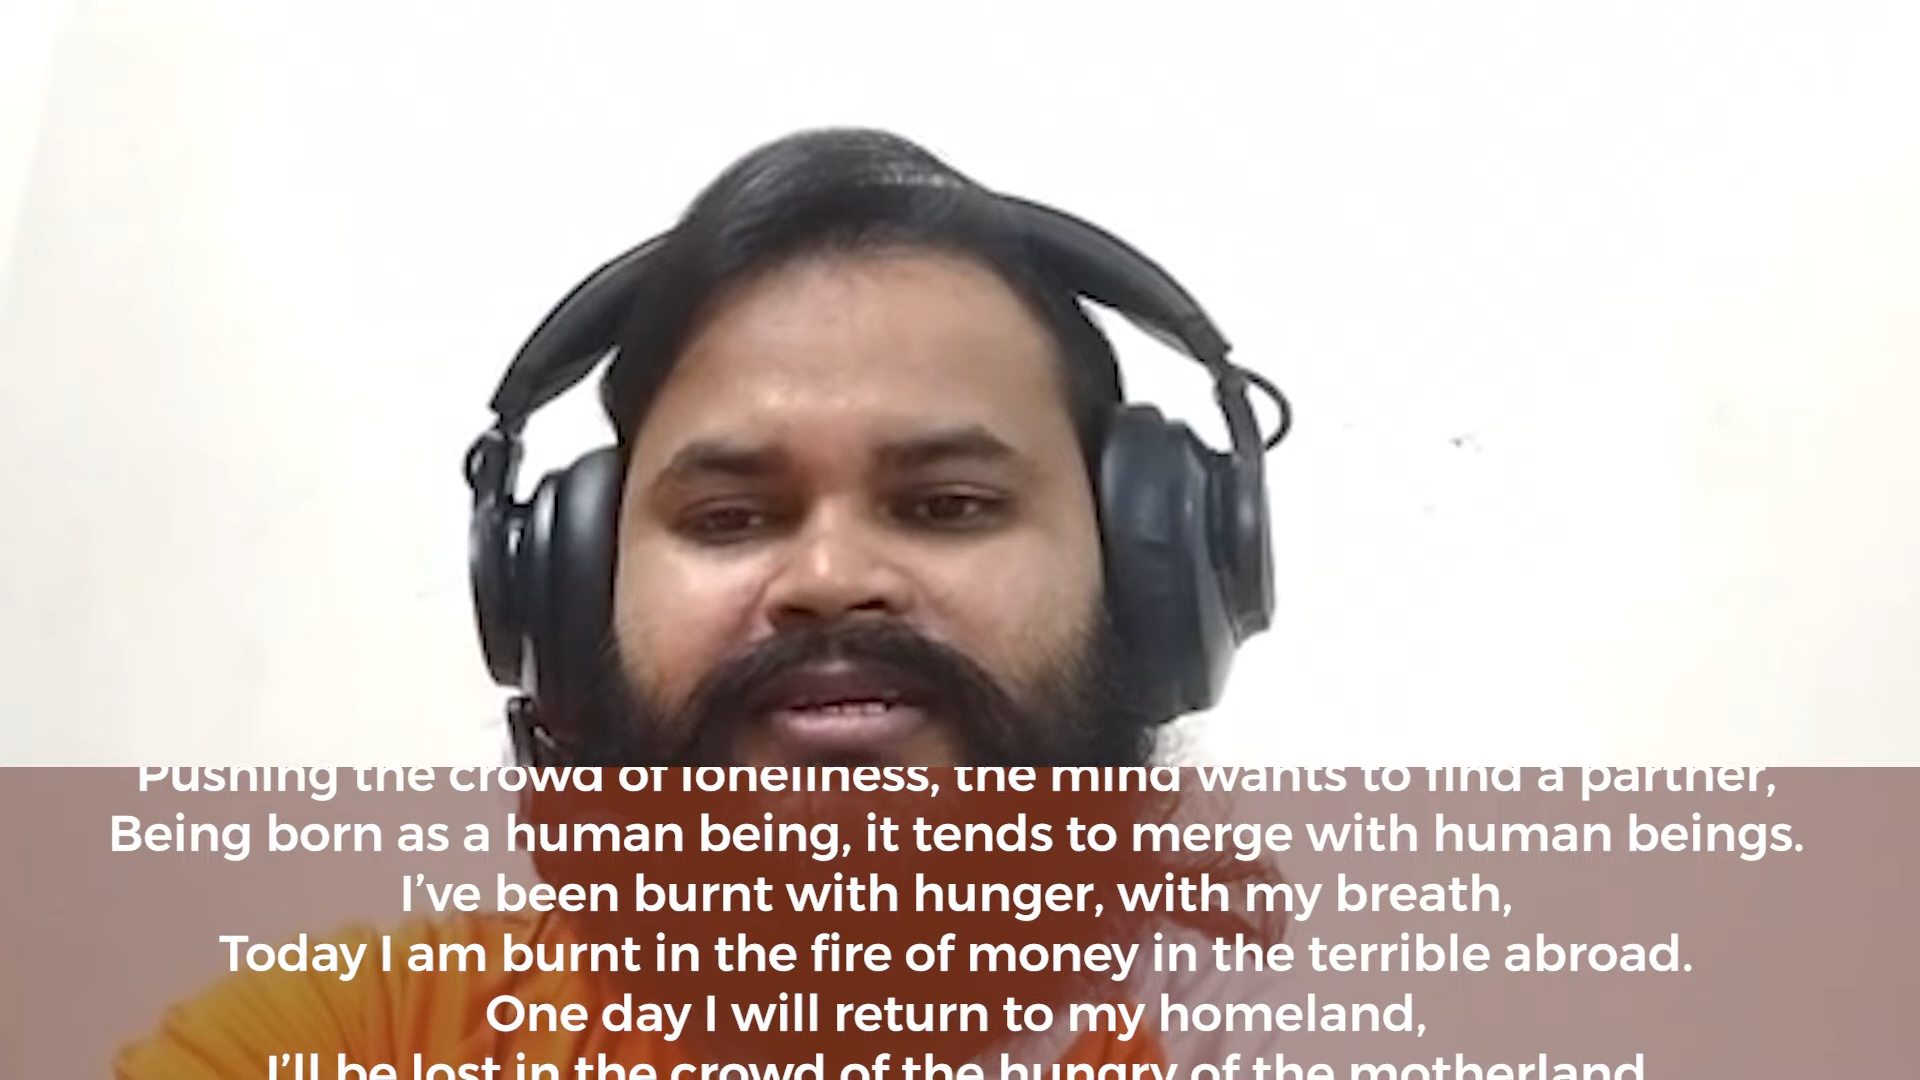 Pushing the crowd of loneliness, the mind wants to find a partner,
Being born as a human being, it tends to merge with human beings.
I’ve been burnt with hunger, with my breath,
Today I am burnt in the fire of money in the terrible abroad.
One day I will return to my homeland,
I’ll be lost in the crowd of the hungry of the motherland